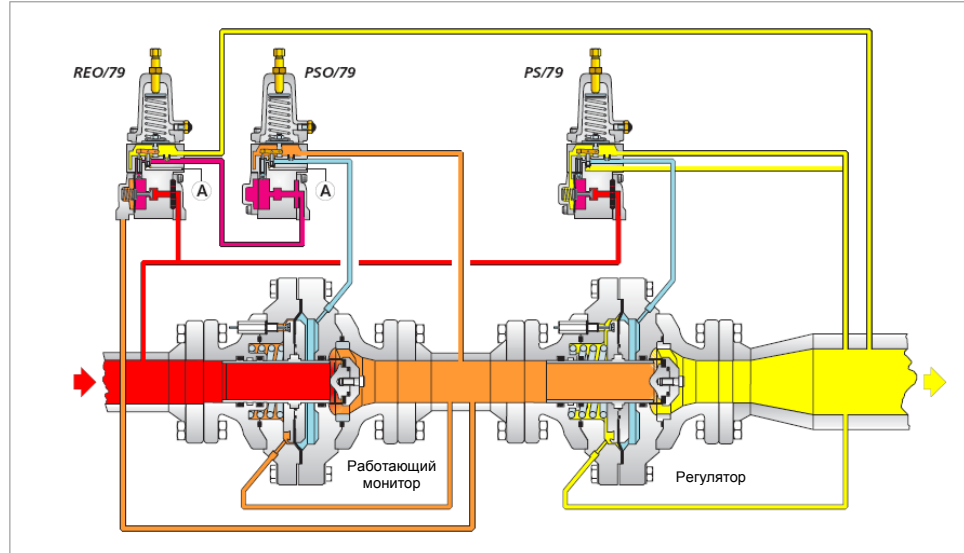 REO/79
PSO/79
PS/79
A
A
Работающий
монитор
Регулятор